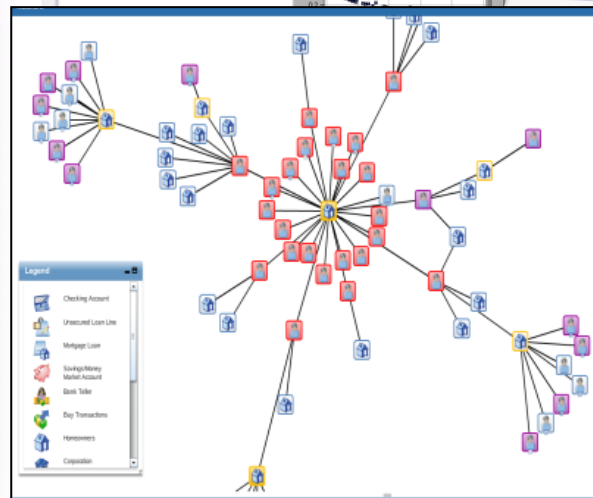 Legend
Checking Account
Unsecured Loan Line
Mortgage Loan
Savings/Money
Market Account
Bank Teller
Buy Transactions
Homeowners
Corporation